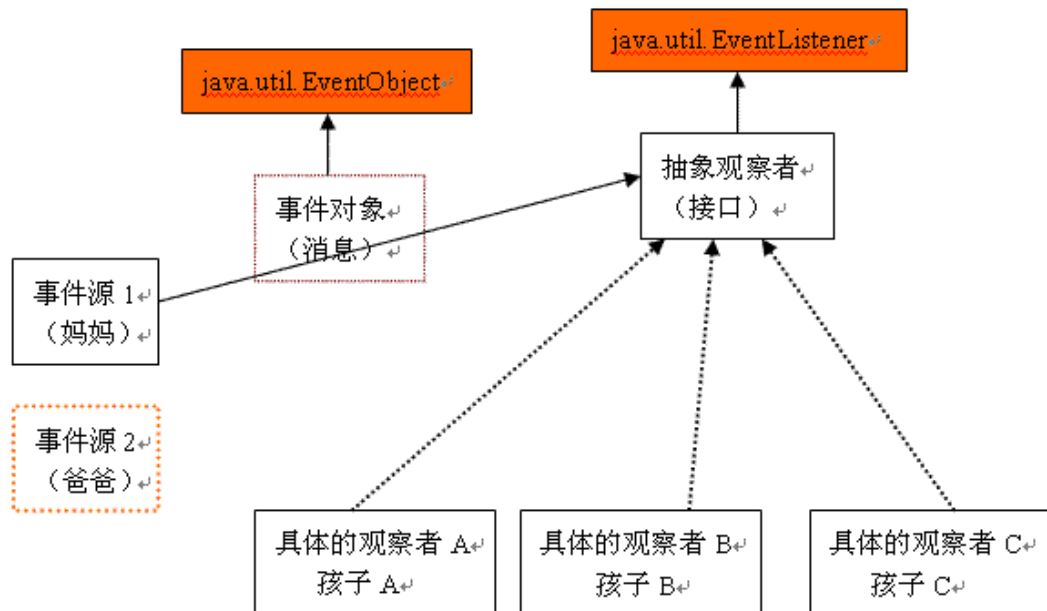 java.util.EventListener
java.util.EventObject
抽象观察者
（接口）
事件对象
（消息）
事件源 1
（妈妈）
事件源 2
（爸爸）
具体的观察者 A
孩子 A
具体的观察者 B
孩子 B
具体的观察者 C
孩子 C